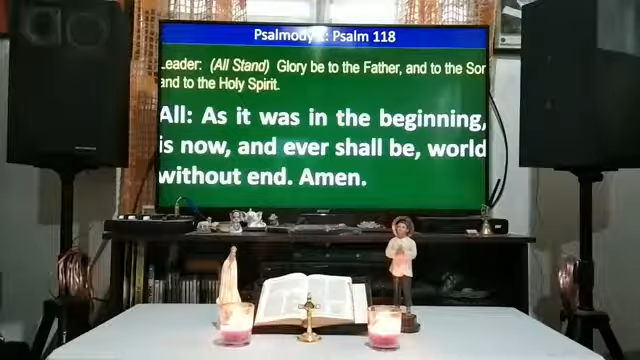 Psalmody : Psalm 118
Leader: (All Stand) Glory be to the Father, and to the Son
and to the Holy Spirit.
All: As it was in the beginning,
is now, and ever shall be, world
without end. Amen.